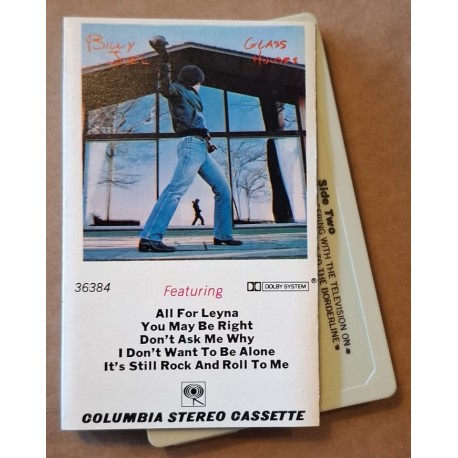 Billy Joel
Glass Houses
36384
Featuring
DOLBY SYSTEM®
All For Leyna
You May Be Right
Don't Ask Me Why
I Don't Want To Be Alone
It's Still Rock And Roll To Me
COLUMBIA STEREO CASSETTE
Side Two
WITH THE TELEVISION ON
TO THE BORDERLINE